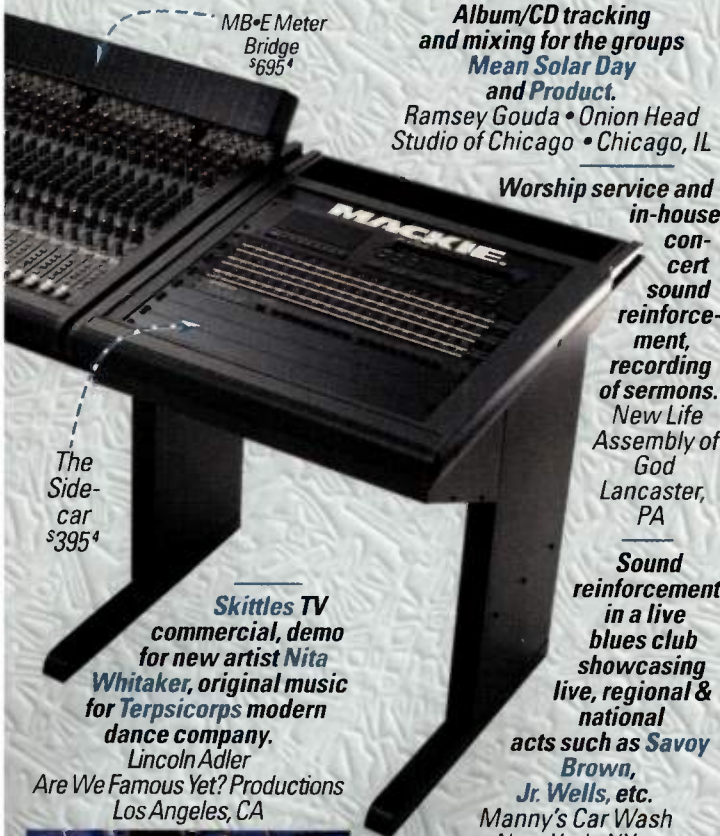 MB•E Meter
Bridge
$695⁴
Album/CD tracking
and mixing for the groups
Mean Solar Day
and Product.
Ramsey Gouda • Onion Head
Studio of Chicago • Chicago, IL
Worship service and
in-house
con-
cert
sound
reinforce-
ment,
recording
of sermons.
New Life
Assembly of
God
Lancaster,
PA
MACKIE
The
Side-
car
$395⁴
Skittles TV
commercial, demo
for new artist Nita
Whitaker, original music
for Terpsicorps modern
dance company.
Lincoln Adler
Are We Famous Yet? Productions
Los Angeles, CA
Sound
reinforcement
in a live
blues club
showcasing
live, regional &
national
acts such as Savoy
Brown,
Jr. Wells, etc.
Manny's Car Wash